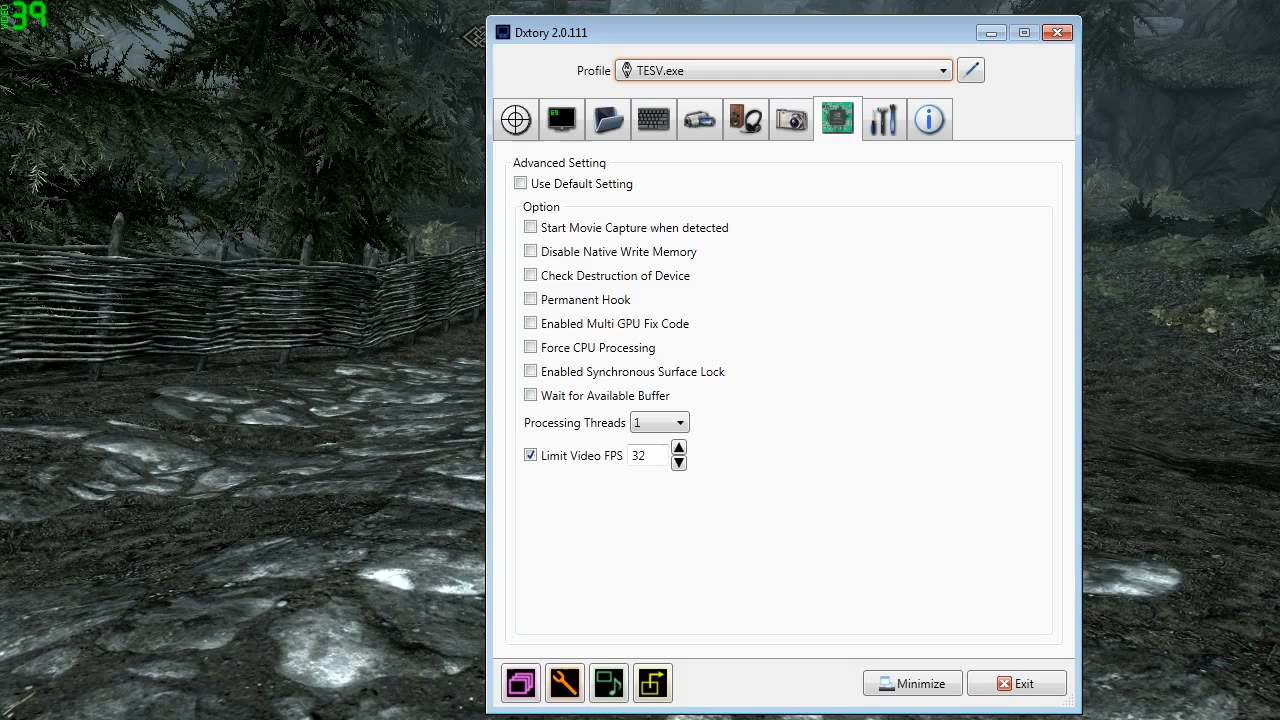 VIDEO 39
Dxtory 2.0.111
Profile TESV.exe
69
Advanced Setting
Use Default Setting
Option
Start Movie Capture when detected
Disable Native Write Memory
Check Destruction of Device
Permanent Hook
Enabled Multi GPU Fix Code
Force CPU Processing
Enabled Synchronous Surface Lock
Wait for Available Buffer
Processing Threads 1
Limit Video FPS 32
Minimize Exit